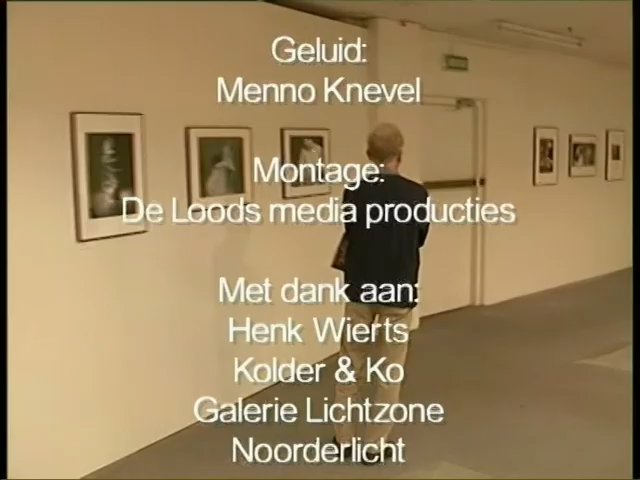 Geluid:
Menno Knevel
Montage:
De Loods media producties
Met dank aan:
Henk Wierts
Kolder & Ko
Galerie Lichtzone
Noorderlicht